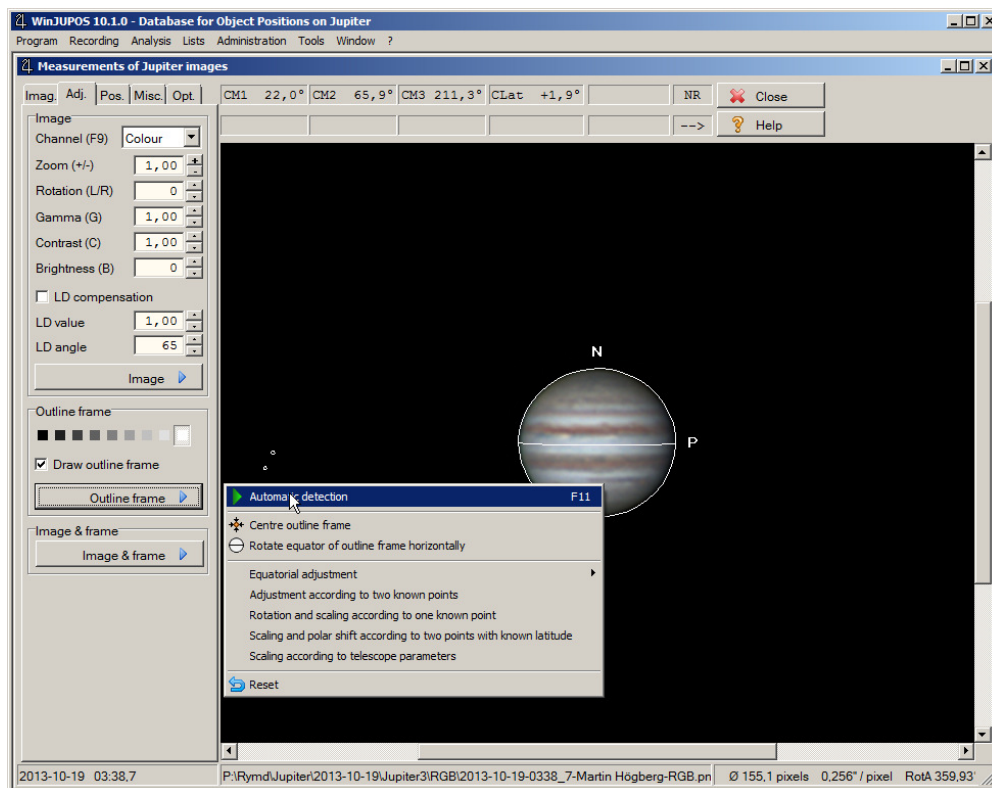 WinJUPOS 10.1.0 - Database for Object Positions on Jupiter
Program Recording Analysis Lists Administration Tools Window ?
Measurements of Jupiter images
Imag. Adj. Pos. Misc. Opt.
CM1 22,0° CM2 65,9° CM3 211,3° CLat +1,9° NR
Close
--> Help
Image
Channel (F9) Colour
Zoom (+/-) 1,00
Rotation (L/R) 0
Gamma (G) 1,00
Contrast (C) 1,00
Brightness (B) 0
LD compensation
LD value 1,00
LD angle 65
Image
Outline frame
Draw outline frame
Outline frame
Image & frame
Image & frame
N
P
Automatic detection F11
Centre outline frame
Rotate equator of outline frame horizontally
Equatorial adjustment
Adjustment according to two known points
Rotation and scaling according to one known point
Scaling and polar shift according to two points with known latitude
Scaling according to telescope parameters
Reset
2013-10-19 03:38,7
P:\Rymd\Jupiter\2013-10-19\Jupiter3\RGB\2013-10-19-0338_7-Martin Högberg-RGB.pn
Ø 155,1 pixels 0,256"/pixel RotA 359,93°